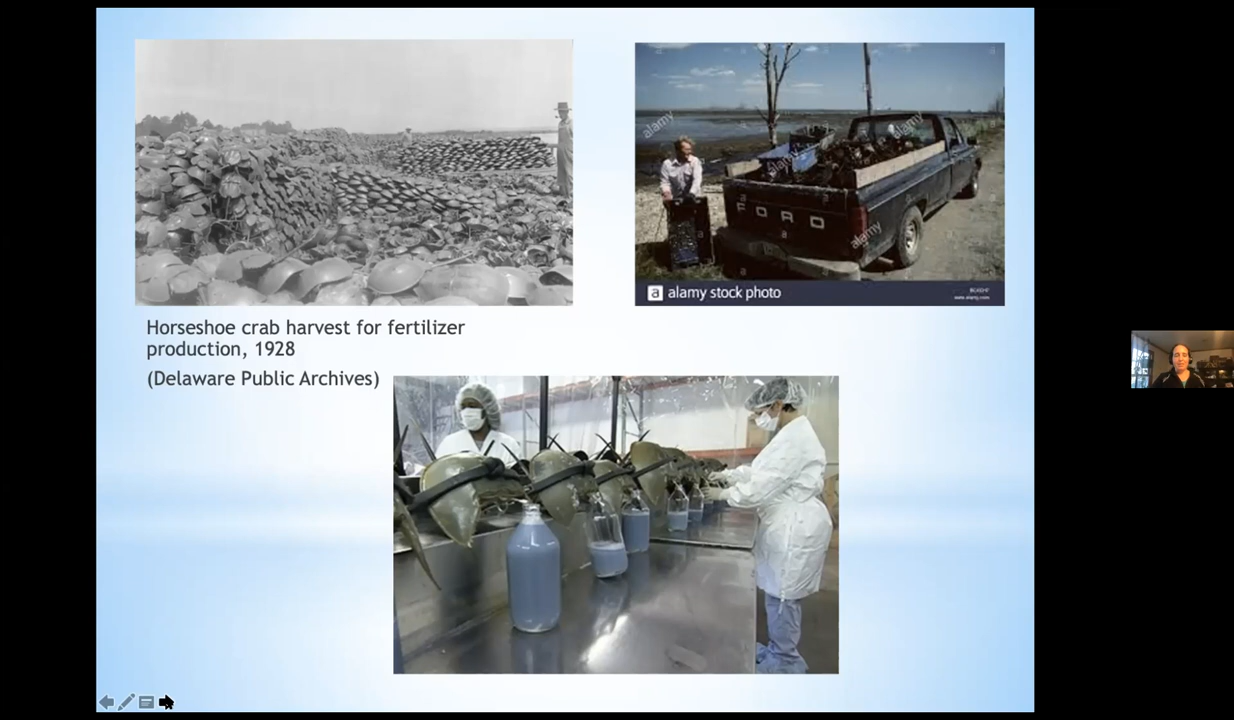 alamy
alamy
alamy
alamy
FORD
a alamy stock photo
www.alamy.com
Horseshoe crab harvest for fertilizer
production, 1928
(Delaware Public Archives)